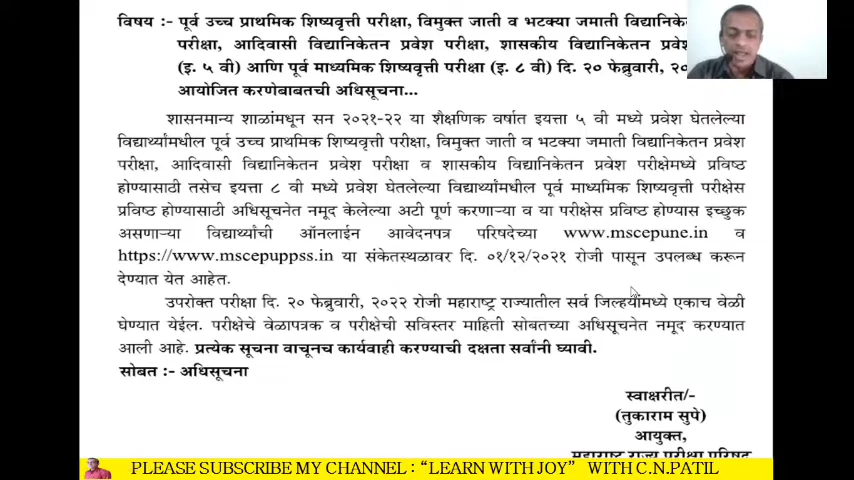 विषय :- पूर्व उच्च प्राथमिक शिष्यवृत्ती परीक्षा, विमुक्त जाती व भटक्या जमाती विद्यानिके
परीक्षा, आदिवासी विद्यानिकेतन प्रवेश परीक्षा, शासकीय विद्यानिकेतन प्रवे
(इ. ५ वी) आणि पूर्व माध्यमिक शिष्यवृत्ती परीक्षा (इ. ८ वी) दि. २० फेब्रुवारी, २०
आयोजित करणेबाबतची अधिसूचना...
शासनमान्य शाळांमधून सन २०२१-२२ या शैक्षणिक वर्षात इयत्ता ५ वी मध्ये प्रवेश घेतलेल्या
विद्यार्थ्यांमधील पूर्व उच्च प्राथमिक शिष्यवृत्ती परीक्षा, विमुक्त जाती व भटक्या जमाती विद्यानिकेतन प्रवेश
परीक्षा, आदिवासी विद्यानिकेतन प्रवेश परीक्षा व शासकीय विद्यानिकेतन प्रवेश परीक्षेमध्ये प्रविष्ठ
होण्यासाठी तसेच इयत्ता ८ वी मध्ये प्रवेश घेतलेल्या विद्यार्थ्यांमधील पूर्व माध्यमिक शिष्यवृत्ती परीक्षेस
प्रविष्ठ होण्यासाठी अधिसूचनेत नमूद केलेल्या अटी पूर्ण करणाऱ्या व या परीक्षेस प्रविष्ठ होण्यास इच्छुक
असणाऱ्या विद्यार्थ्यांची ऑनलाईन आवेदनपत्र परिषदेच्या www.mscepune.in व
https://www.mscepuppss.in या संकेतस्थळावर दि. ०१/१२/२०२१ रोजी पासून उपलब्ध करून
देण्यात येत आहेत.
उपरोक्त परीक्षा दि. २० फेब्रुवारी, २०२२ रोजी महाराष्ट्र राज्यातील सर्व जिल्हयांमध्ये एकाच वेळी
घेण्यात येईल. परीक्षेचे वेळापत्रक व परीक्षेची सविस्तर माहिती सोबतच्या अधिसूचनेत नमूद करण्यात
आली आहे. प्रत्येक सूचना वाचूनच कार्यवाही करण्याची दक्षता सर्वांनी घ्यावी.
सोबत :- अधिसूचना
स्वाक्षरीत/-
(तुकाराम सुपे)
आयुक्त,
महाराष्ट्र राज्य परीक्षा परिषद
PLEASE SUBSCRIBE MY CHANNEL : “LEARN WITH JOY” WITH C.N.PATIL